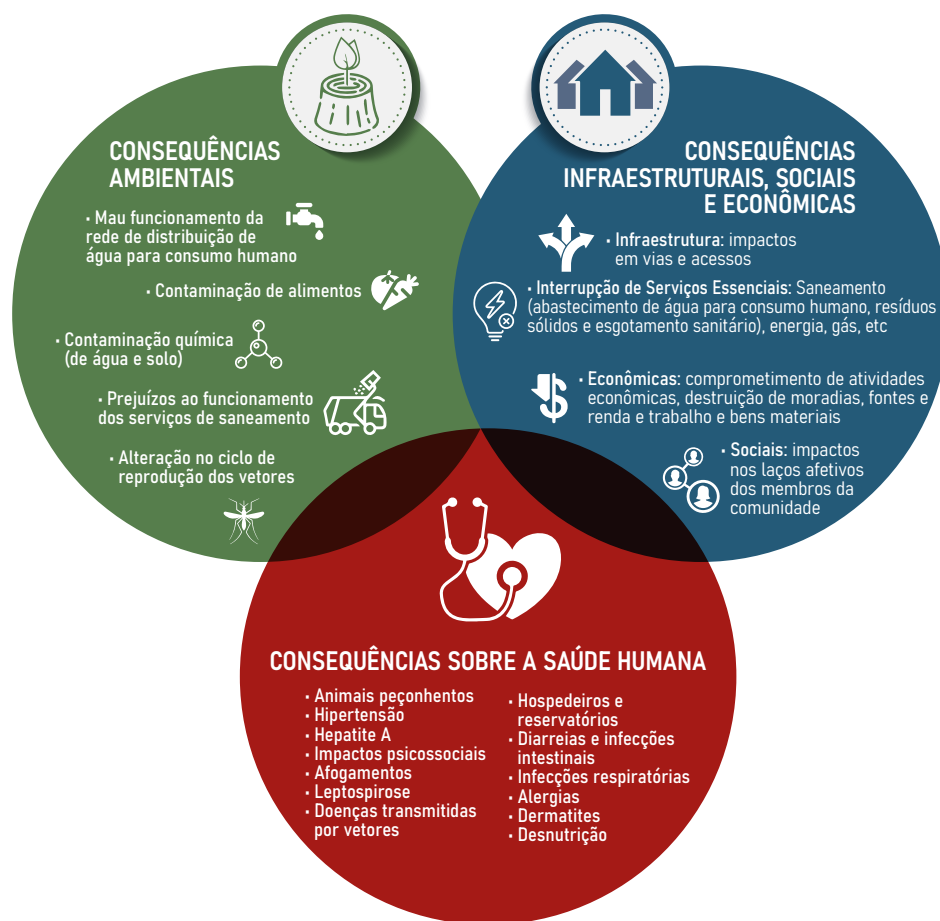 CONSEQUÊNCIAS
AMBIENTAIS
• Mau funcionamento da
rede de distribuição de
água para consumo humano
• Contaminação de alimentos
• Contaminação química
(de água e solo)
• Prejuízos ao funcionamento
dos serviços de saneamento
• Alteração no ciclo de
reprodução dos vetores
CONSEQUÊNCIAS
INFRAESTRUTURAIS, SOCIAIS
E ECONÔMICAS
• Infraestrutura: impactos
em vias e acessos
• Interrupção de Serviços Essenciais: Saneamento
(abastecimento de água para consumo humano, resíduos
sólidos e esgotamento sanitário), energia, gás, etc
• Econômicas: comprometimento de atividades
econômicas, destruição de moradias, fontes e
renda e trabalho e bens materiais
• Sociais: impactos
nos laços afetivos
dos membros da
comunidade
CONSEQUÊNCIAS SOBRE A SAÚDE HUMANA
• Animais peçonhentos
• Hipertensão
• Hepatite A
• Impactos psicossociais
• Afogamentos
• Leptospirose
• Doenças transmitidas
por vetores
• Hospedeiros e
reservatórios
• Diarreias e infecções
intestinais
• Infecções respiratórias
• Alergias
• Dermatites
• Desnutrição